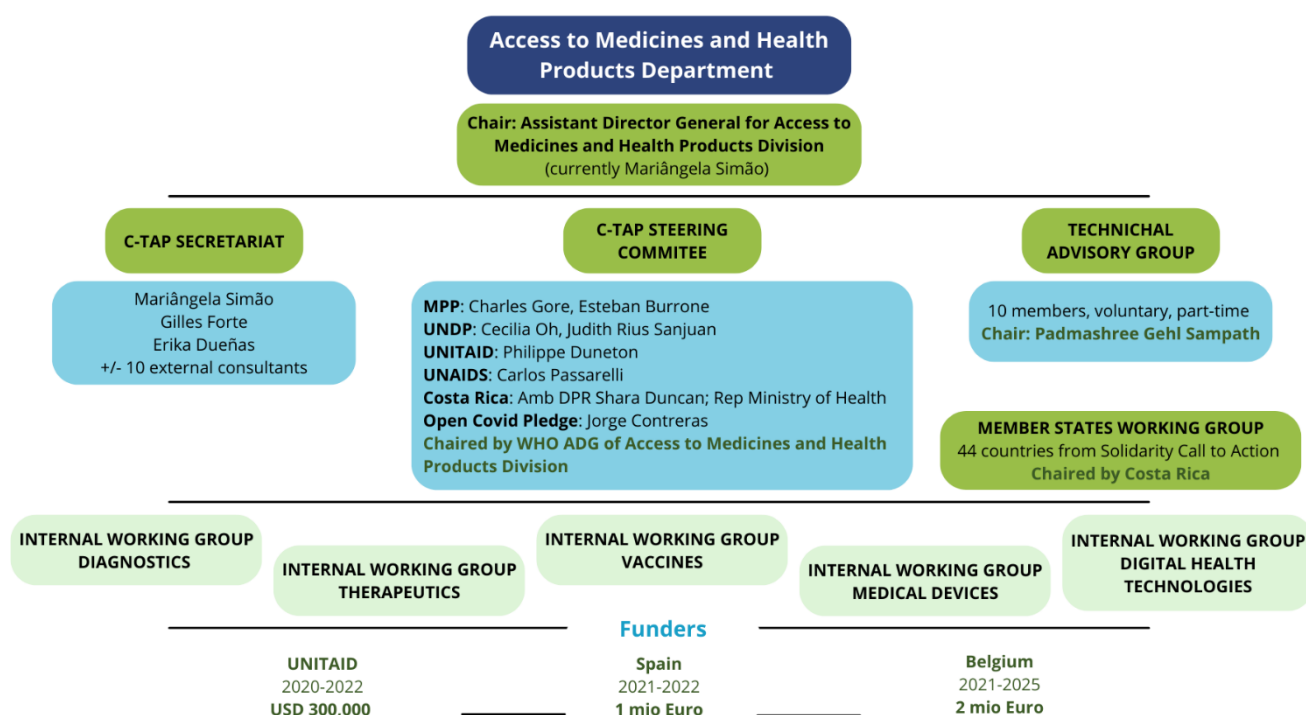 Access to Medicines and Health
Products Department
Chair: Assistant Director General for Access to
Medicines and Health Products Division
(currently Mariângela Simão)
C-TAP SECRETARIAT
Mariângela Simão
Gilles Forte
Erika Dueñas
+/- 10 external consultants
C-TAP STEERING
COMMITEE
MPP: Charles Gore, Esteban Burrone
UNDP: Cecilia Oh, Judith Rius Sanjuan
UNITAID: Philippe Duneton
UNAIDS: Carlos Passarelli
Costa Rica: Amb DPR Shara Duncan; Rep Ministry of Health
Open Covid Pledge: Jorge Contreras
Chaired by WHO ADG of Access to Medicines and Health
Products Division
TECHNICHAL
ADVISORY GROUP
10 members, voluntary, part-time
Chair: Padmashree Gehl Sampath
MEMBER STATES WORKING GROUP
44 countries from Solidarity Call to Action
Chaired by Costa Rica
INTERNAL WORKING GROUP
DIAGNOSTICS
INTERNAL WORKING GROUP
THERAPEUTICS
INTERNAL WORKING GROUP
VACCINES
INTERNAL WORKING GROUP
MEDICAL DEVICES
INTERNAL WORKING GROUP
DIGITAL HEALTH
TECHNOLOGIES
Funders
UNITAID
2020-2022
USD 300.000
Spain
2021-2022
1 mio Euro
Belgium
2021-2025
2 mio Euro